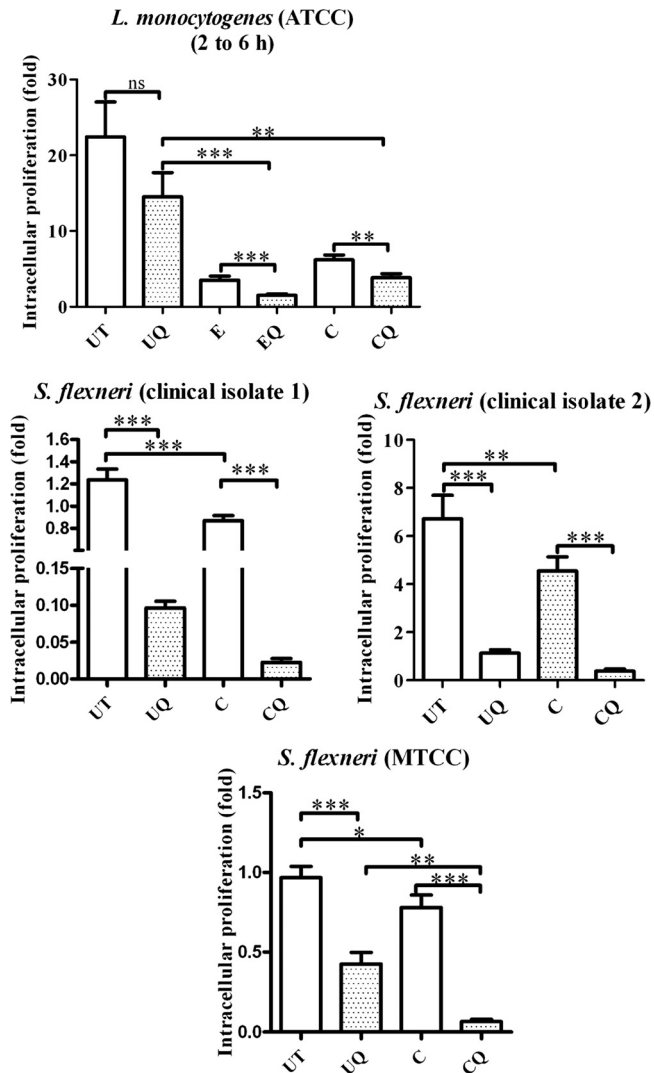 L. monocytogenes (ATCC)
(2 to 6 h)
Intracellular proliferation (fold)
30
20
10
0
ns
**
***
***
**
UT UQ E EQ C CQ
S. flexneri (clinical isolate 1)
Intracellular proliferation (fold)
1.6
1.4
1.2
1.0
0.8
0.15
0.10
0.05
0.00
***
***
***
UT UQ C CQ
S. flexneri (clinical isolate 2)
Intracellular proliferation (fold)
10
8
6
4
2
0
**
***
***
UT UQ C CQ
S. flexneri (MTCC)
Intracellular proliferation (fold)
1.5
1.0
0.5
0.0
***
*
**
***
UT UQ C CQ